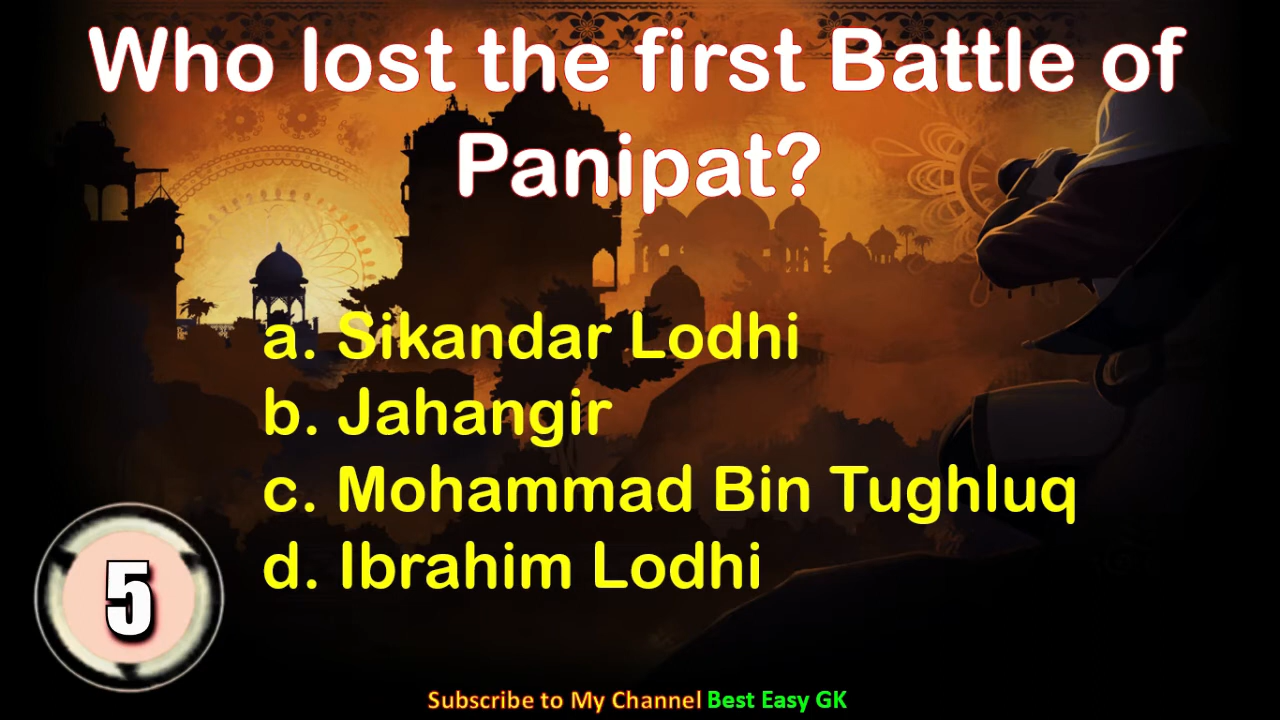 Who lost the first Battle of
Panipat?
a. Sikandar Lodhi
b. Jahangir
c. Mohammad Bin Tughluq
d. Ibrahim Lodhi
5
Subscribe to My Channel Best Easy GK